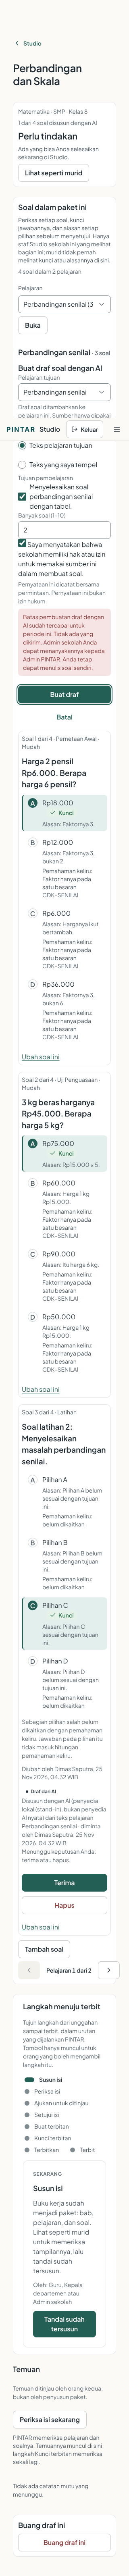 Studio
Perbandingan
dan Skala
Matematika · SMP · Kelas 8
1 dari 4 soal disusun dengan AI
Perlu tindakan
Ada yang bisa Anda selesaikan
sekarang di Studio.
Lihat seperti murid
Soal dalam paket ini
Periksa setiap soal, kunci
jawabannya, dan alasan setiap
pilihan sebelum menyetujui. Hanya
staf Studio sekolah ini yang melihat
bagian ini; murid tidak pernah
melihat kunci atau alasannya di sini.
4 soal dalam 2 pelajaran
Pelajaran
Perbandingan senilai (3
Buka
Perbandingan senilai · 3 soal
Buat draf soal dengan AI
Pelajaran tujuan
Perbandingan senilai
Draf soal ditambahkan ke
pelajaran ini. Sumber hanya dipakai
PINTAR Studio
Keluar
Teks pelajaran tujuan
Teks yang saya tempel
Tujuan pembelajaran
Menyelesaikan soal
perbandingan senilai
dengan tabel.
Banyak soal (1–10)
2
Saya menyatakan bahwa
sekolah memiliki hak atau izin
untuk memakai sumber ini
dalam membuat soal.
Pernyataan ini dicatat bersama
permintaan. Pernyataan ini bukan
izin hukum.
Batas pembuatan draf dengan
AI sudah tercapai untuk
periode ini. Tidak ada yang
dikirim. Admin sekolah Anda
dapat menanyakannya kepada
Admin PINTAR. Anda tetap
dapat menulis soal sendiri.
Buat draf
Batal
Soal 1 dari 4 · Pemetaan Awal ·
Mudah
Harga 2 pensil
Rp6.000. Berapa
harga 6 pensil?
A Rp18.000
Kunci
Alasan: Faktornya 3.
B Rp12.000
Alasan: Faktornya 3,
bukan 2.
Pemahaman keliru:
Faktor hanya pada
satu besaran
CDK-SENILAI
C Rp6.000
Alasan: Harganya ikut
bertambah.
Pemahaman keliru:
Faktor hanya pada
satu besaran
CDK-SENILAI
D Rp36.000
Alasan: Faktornya 3,
bukan 6.
Pemahaman keliru:
Faktor hanya pada
satu besaran
CDK-SENILAI
Ubah soal ini
Soal 2 dari 4 · Uji Penguasaan ·
Mudah
3 kg beras harganya
Rp45.000. Berapa
harga 5 kg?
A Rp75.000
Kunci
Alasan: Rp15.000 × 5.
B Rp60.000
Alasan: Harga 1 kg
Rp15.000.
Pemahaman keliru:
Faktor hanya pada
satu besaran
CDK-SENILAI
C Rp90.000
Alasan: Itu harga 6 kg.
Pemahaman keliru:
Faktor hanya pada
satu besaran
CDK-SENILAI
D Rp50.000
Alasan: Harga 1 kg
Rp15.000.
Pemahaman keliru:
Faktor hanya pada
satu besaran
CDK-SENILAI
Ubah soal ini
Soal 3 dari 4 · Latihan
Soal latihan 2:
Menyelesaikan
masalah perbandingan
senilai.
A Pilihan A
Alasan: Pilihan A belum
sesuai dengan tujuan
ini.
Pemahaman keliru:
belum dikaitkan
B Pilihan B
Alasan: Pilihan B belum
sesuai dengan tujuan
ini.
Pemahaman keliru:
belum dikaitkan
C Pilihan C
Kunci
Alasan: Pilihan C
sesuai dengan tujuan
ini.
D Pilihan D
Alasan: Pilihan D
belum sesuai dengan
tujuan ini.
Pemahaman keliru:
belum dikaitkan
Sebagian pilihan salah belum
dikaitkan dengan pemahaman
keliru. Jawaban pada pilihan itu
tidak masuk hitungan
pemahaman keliru.
Diubah oleh Dimas Saputra, 25
Nov 2026, 04.32 WIB
Draf dari AI
Disusun dengan AI (penyedia
lokal (stand-in), bukan penyedia
AI nyata) dari teks pelajaran
Perbandingan senilai · diminta
oleh Dimas Saputra, 25 Nov
2026, 04.32 WIB
Menunggu keputusan Anda:
terima atau hapus.
Terima
Hapus
Ubah soal ini
Tambah soal
Pelajaran 1 dari 2
Langkah menuju terbit
Tujuh langkah dari unggahan
sampai terbit, dalam urutan
yang dijalankan PINTAR.
Tombol hanya muncul untuk
orang yang boleh mengambil
langkah itu.
Susun isi
Periksa isi
Ajukan untuk ditinjau
Setujui isi
Buat terbitan
Kunci terbitan
Terbitkan
Terbit
SEKARANG
Susun isi
Buku kerja sudah
menjadi paket: bab,
pelajaran, dan soal.
Lihat seperti murid
untuk memeriksa
tampilannya, lalu
tandai sudah
tersusun.
Oleh: Guru, Kepala
departemen atau
Admin sekolah
Tandai sudah
tersusun
Temuan
Temuan ditinjau oleh orang kedua,
bukan oleh penyusun paket.
Periksa isi sekarang
PINTAR memeriksa pelajaran dan
soalnya. Temuannya muncul di sini;
langkah Kunci terbitan memeriksa
sekali lagi.
Tidak ada catatan mutu yang
menunggu.
Buang draf ini
Buang draf ini